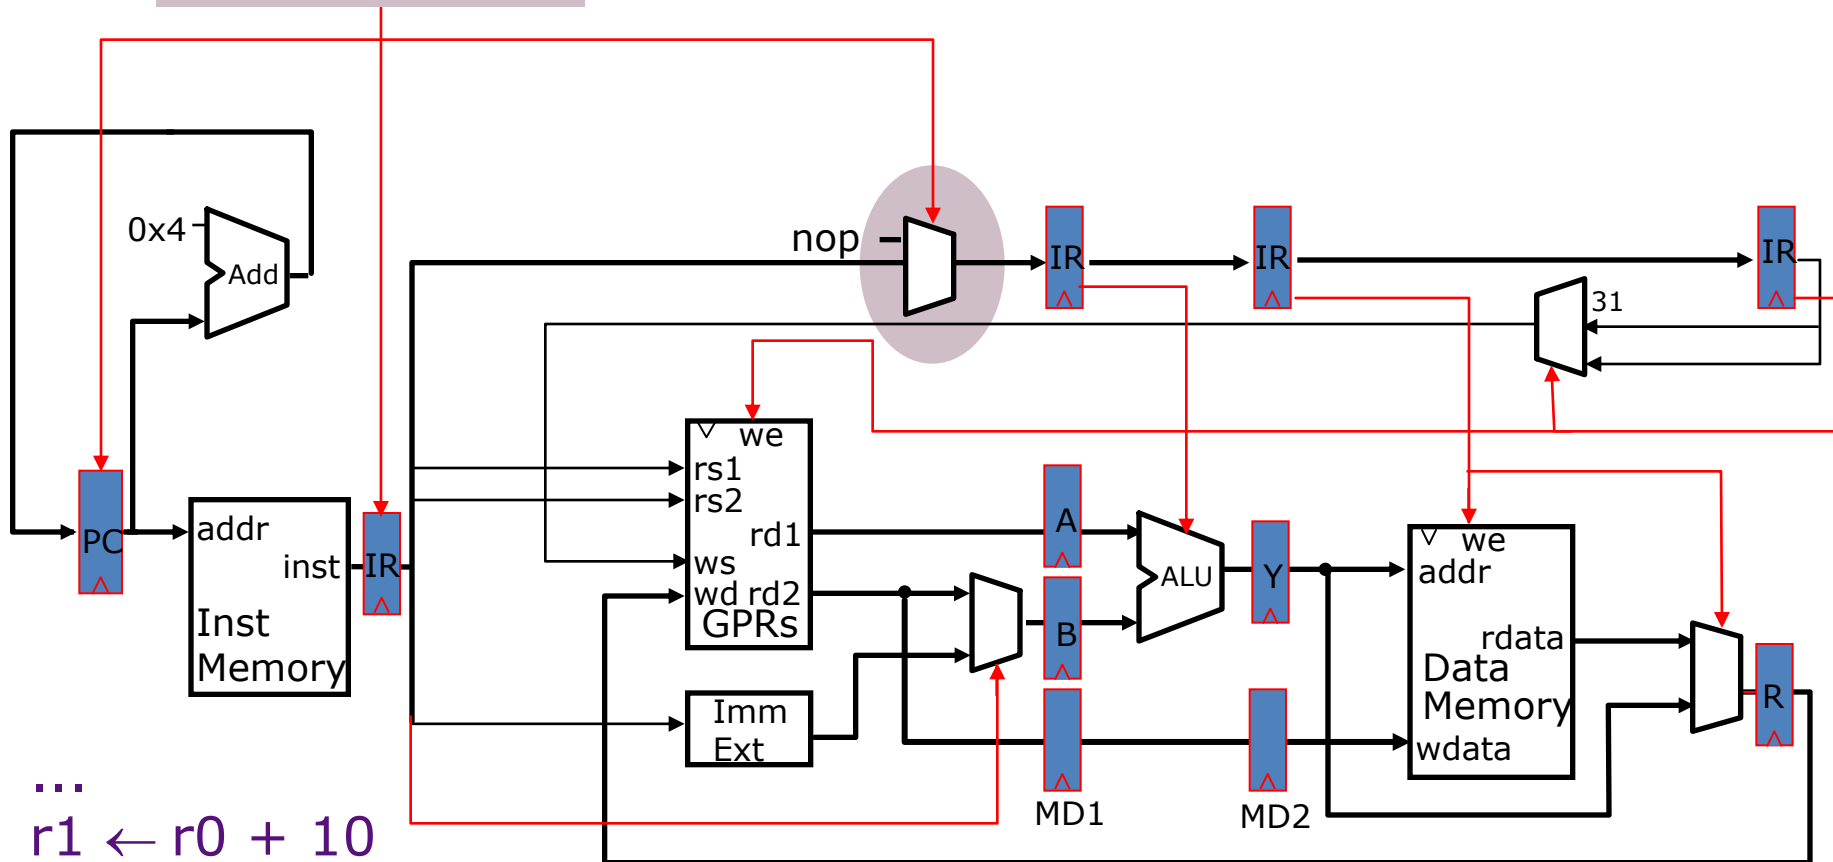 nop
IR
IR
IR
0x4
Add
31
we
rs1
rs2
rd1
ws
wd rd2
GPRs
PC
addr
inst
Inst
Memory
IR
A
B
ALU
Y
we
addr
rdata
Data
Memory
wdata
R
Imm
Ext
MD1
MD2
...
r1 ← r0 + 10